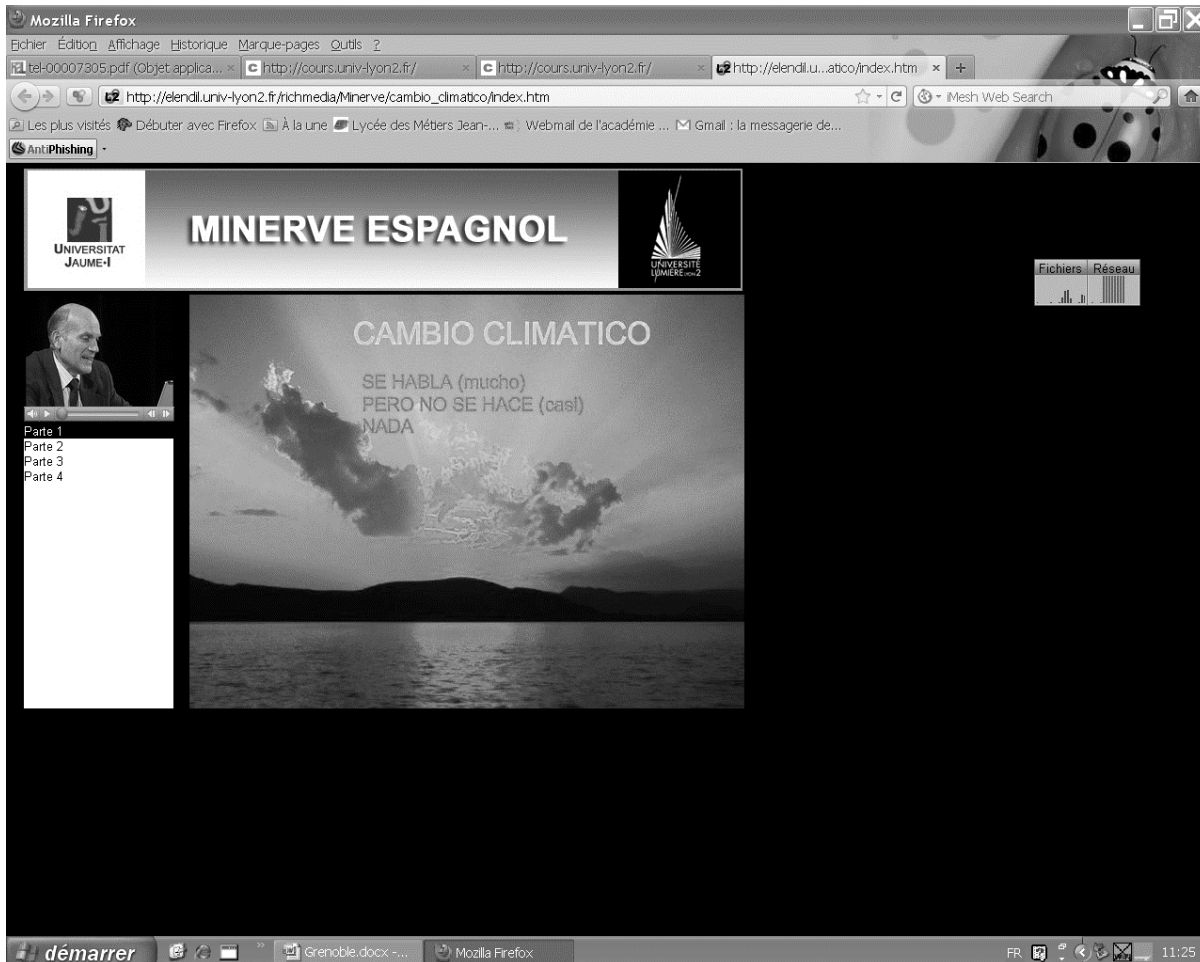 Mozilla Firefox
Fichier Édition Affichage Historique Marque-pages Outils ?
tel-00007305.pdf (Objet applica... × http://cours.univ-lyon2.fr/ × http://cours.univ-lyon2.fr/ × http://elendil.u...atico/index.htm × +
http://elendil.univ-lyon2.fr/richmedia/Minerve/cambio_climatico/index.htm iMesh Web Search
Les plus visités Débuter avec Firefox À la une Lycée des Métiers Jean-... Webmail de l'académie ... Gmail : la messagerie de...
AntiPhishing
UNIVERSITAT
JAUME·I
MINERVE ESPAGNOL
UNIVERSITÉ
LUMIÈRE LYON 2
Fichiers Réseau
CAMBIO CLIMATICO
SE HABLA (mucho)
PERO NO SE HACE (casi)
NADA
Parte 1
Parte 2
Parte 3
Parte 4
démarrer » Grenoble.docx -... Mozilla Firefox FR 11:25